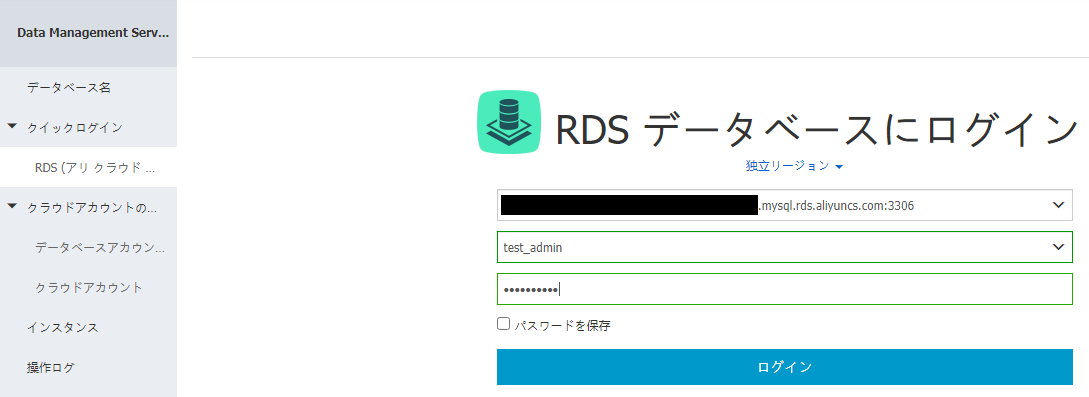 Data Management Serv...
データベース名
クイックログイン
RDS (アリ クラウド ...
クラウドアカウントの...
データベースアカウン...
クラウドアカウント
インスタンス
操作ログ
RDS データベースにログイン
独立リージョン
.mysql.rds.aliyuncs.com:3306
test_admin
••••••••••
パスワードを保存
ログイン